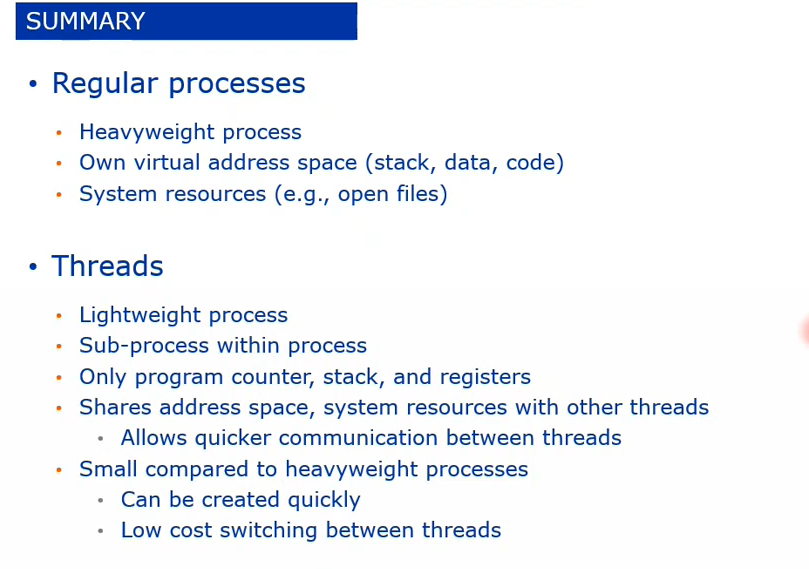 SUMMARY
• Regular processes
• Heavyweight process
• Own virtual address space (stack, data, code)
• System resources (e.g., open files)
• Threads
• Lightweight process
• Sub-process within process
• Only program counter, stack, and registers
• Shares address space, system resources with other threads
• Allows quicker communication between threads
• Small compared to heavyweight processes
• Can be created quickly
• Low cost switching between threads